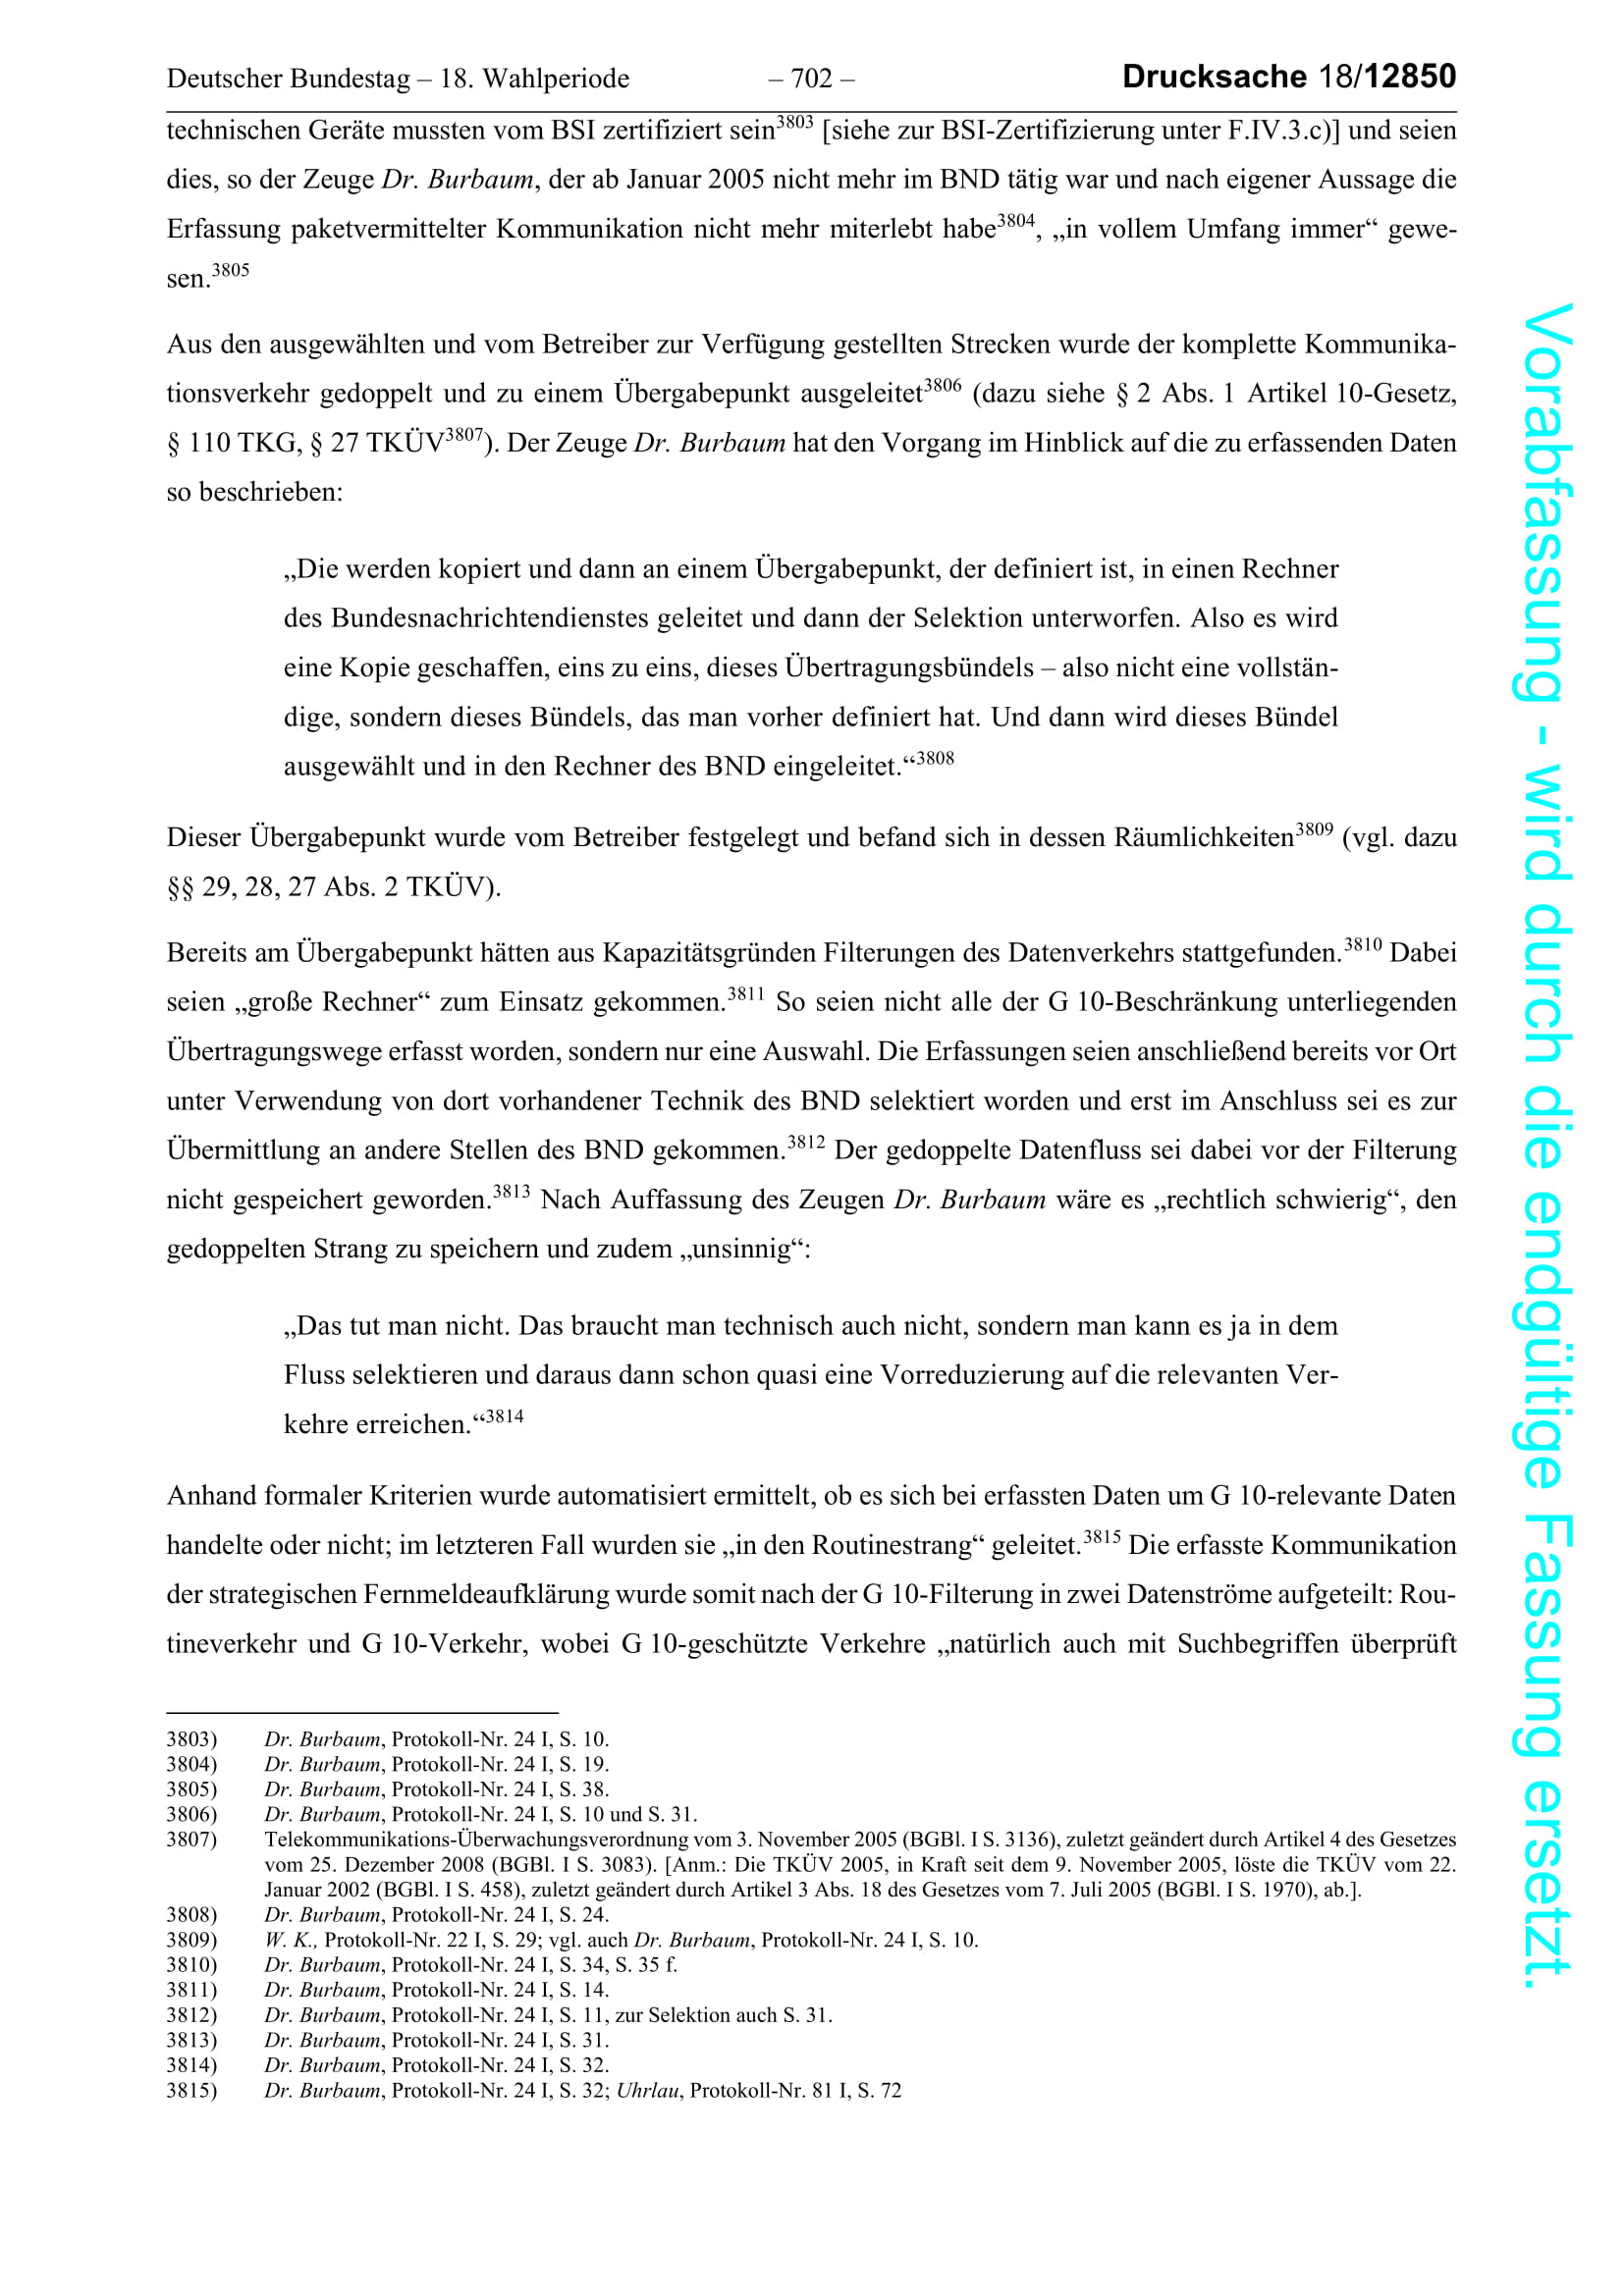 Deutscher Bundestag – 18. Wahlperiode – 702 – Drucksache 18/12850
technischen Geräte mussten vom BSI zertifiziert sein3803 [siehe zur BSI-Zertifizierung unter F.IV.3.c)] und seien
dies, so der Zeuge Dr. Burbaum, der ab Januar 2005 nicht mehr im BND tätig war und nach eigener Aussage die
Erfassung paketvermittelter Kommunikation nicht mehr miterlebt habe3804, „in vollem Umfang immer“ gewe-
sen.3805
Aus den ausgewählten und vom Betreiber zur Verfügung gestellten Strecken wurde der komplette Kommunika-
tionsverkehr gedoppelt und zu einem Übergabepunkt ausgeleitet3806 (dazu siehe § 2 Abs. 1 Artikel 10-Gesetz,
§ 110 TKG, § 27 TKÜV3807). Der Zeuge Dr. Burbaum hat den Vorgang im Hinblick auf die zu erfassenden Daten
so beschrieben:
„Die werden kopiert und dann an einem Übergabepunkt, der definiert ist, in einen Rechner
des Bundesnachrichtendienstes geleitet und dann der Selektion unterworfen. Also es wird
eine Kopie geschaffen, eins zu eins, dieses Übertragungsbündels – also nicht eine vollstän-
dige, sondern dieses Bündels, das man vorher definiert hat. Und dann wird dieses Bündel
ausgewählt und in den Rechner des BND eingeleitet.“3808
Dieser Übergabepunkt wurde vom Betreiber festgelegt und befand sich in dessen Räumlichkeiten3809 (vgl. dazu
§§ 29, 28, 27 Abs. 2 TKÜV).
Bereits am Übergabepunkt hätten aus Kapazitätsgründen Filterungen des Datenverkehrs stattgefunden.3810 Dabei
seien „große Rechner“ zum Einsatz gekommen.3811 So seien nicht alle der G 10-Beschränkung unterliegenden
Übertragungswege erfasst worden, sondern nur eine Auswahl. Die Erfassungen seien anschließend bereits vor Ort
unter Verwendung von dort vorhandener Technik des BND selektiert worden und erst im Anschluss sei es zur
Übermittlung an andere Stellen des BND gekommen.3812 Der gedoppelte Datenfluss sei dabei vor der Filterung
nicht gespeichert geworden.3813 Nach Auffassung des Zeugen Dr. Burbaum wäre es „rechtlich schwierig“, den
gedoppelten Strang zu speichern und zudem „unsinnig“:
„Das tut man nicht. Das braucht man technisch auch nicht, sondern man kann es ja in dem
Fluss selektieren und daraus dann schon quasi eine Vorreduzierung auf die relevanten Ver-
kehre erreichen.“3814
Anhand formaler Kriterien wurde automatisiert ermittelt, ob es sich bei erfassten Daten um G 10-relevante Daten
handelte oder nicht; im letzteren Fall wurden sie „in den Routinestrang“ geleitet.3815 Die erfasste Kommunikation
der strategischen Fernmeldeaufklärung wurde somit nach der G 10-Filterung in zwei Datenströme aufgeteilt: Rou-
tineverkehr und G 10-Verkehr, wobei G 10-geschützte Verkehre „natürlich auch mit Suchbegriffen überprüft
3803) Dr. Burbaum, Protokoll-Nr. 24 I, S. 10.
3804) Dr. Burbaum, Protokoll-Nr. 24 I, S. 19.
3805) Dr. Burbaum, Protokoll-Nr. 24 I, S. 38.
3806) Dr. Burbaum, Protokoll-Nr. 24 I, S. 10 und S. 31.
3807) Telekommunikations-Überwachungsverordnung vom 3. November 2005 (BGBl. I S. 3136), zuletzt geändert durch Artikel 4 des Gesetzes
vom 25. Dezember 2008 (BGBl. I S. 3083). [Anm.: Die TKÜV 2005, in Kraft seit dem 9. November 2005, löste die TKÜV vom 22.
Januar 2002 (BGBl. I S. 458), zuletzt geändert durch Artikel 3 Abs. 18 des Gesetzes vom 7. Juli 2005 (BGBl. I S. 1970), ab.].
3808) Dr. Burbaum, Protokoll-Nr. 24 I, S. 24.
3809) W. K., Protokoll-Nr. 22 I, S. 29; vgl. auch Dr. Burbaum, Protokoll-Nr. 24 I, S. 10.
3810) Dr. Burbaum, Protokoll-Nr. 24 I, S. 34, S. 35 f.
3811) Dr. Burbaum, Protokoll-Nr. 24 I, S. 14.
3812) Dr. Burbaum, Protokoll-Nr. 24 I, S. 11, zur Selektion auch S. 31.
3813) Dr. Burbaum, Protokoll-Nr. 24 I, S. 31.
3814) Dr. Burbaum, Protokoll-Nr. 24 I, S. 32.
3815) Dr. Burbaum, Protokoll-Nr. 24 I, S. 32; Uhrlau, Protokoll-Nr. 81 I, S. 72
Vorabfassung - wird durch die endgültige Fassung ersetzt.